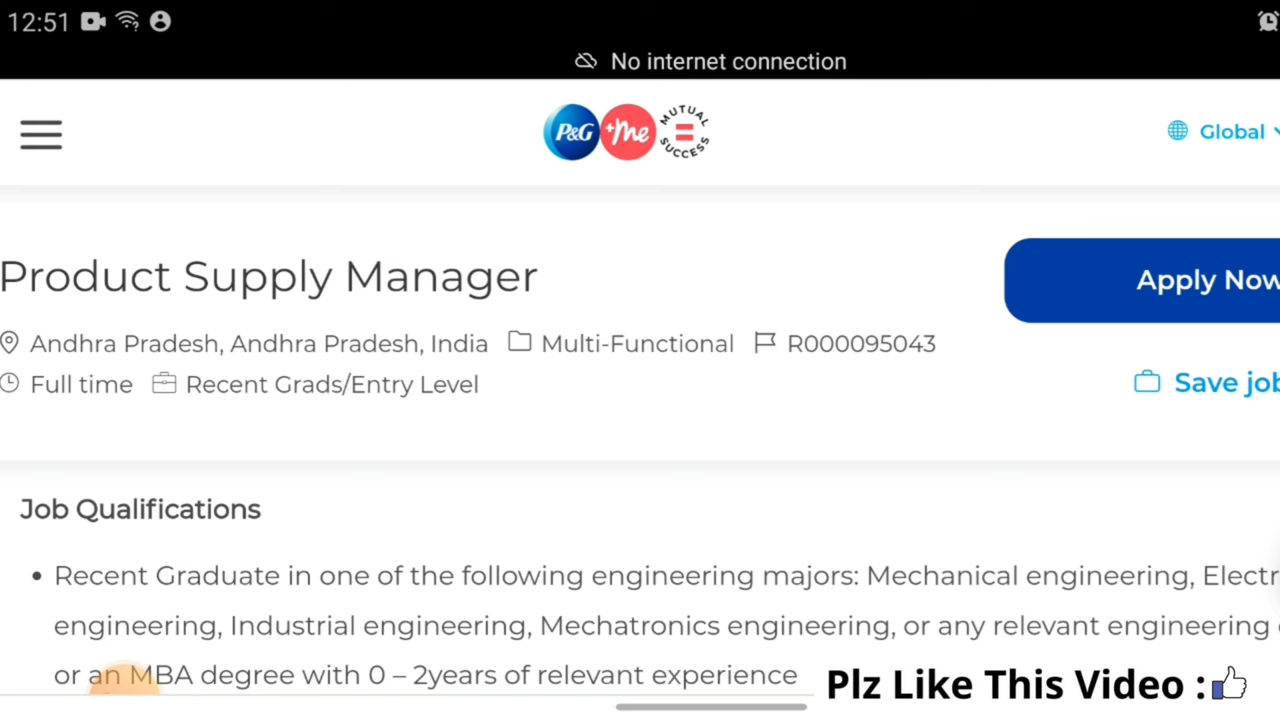 12:51
No internet connection
P&G +Me MUTUAL SUCCESS
Global
Product Supply Manager
Apply Now
Andhra Pradesh, Andhra Pradesh, India Multi-Functional R000095043
Full time Recent Grads/Entry Level
Save job
Job Qualifications
• Recent Graduate in one of the following engineering majors: Mechanical engineering, Electr
engineering, Industrial engineering, Mechatronics engineering, or any relevant engineering
or an MBA degree with 0 – 2years of relevant experience
Plz Like This Video :